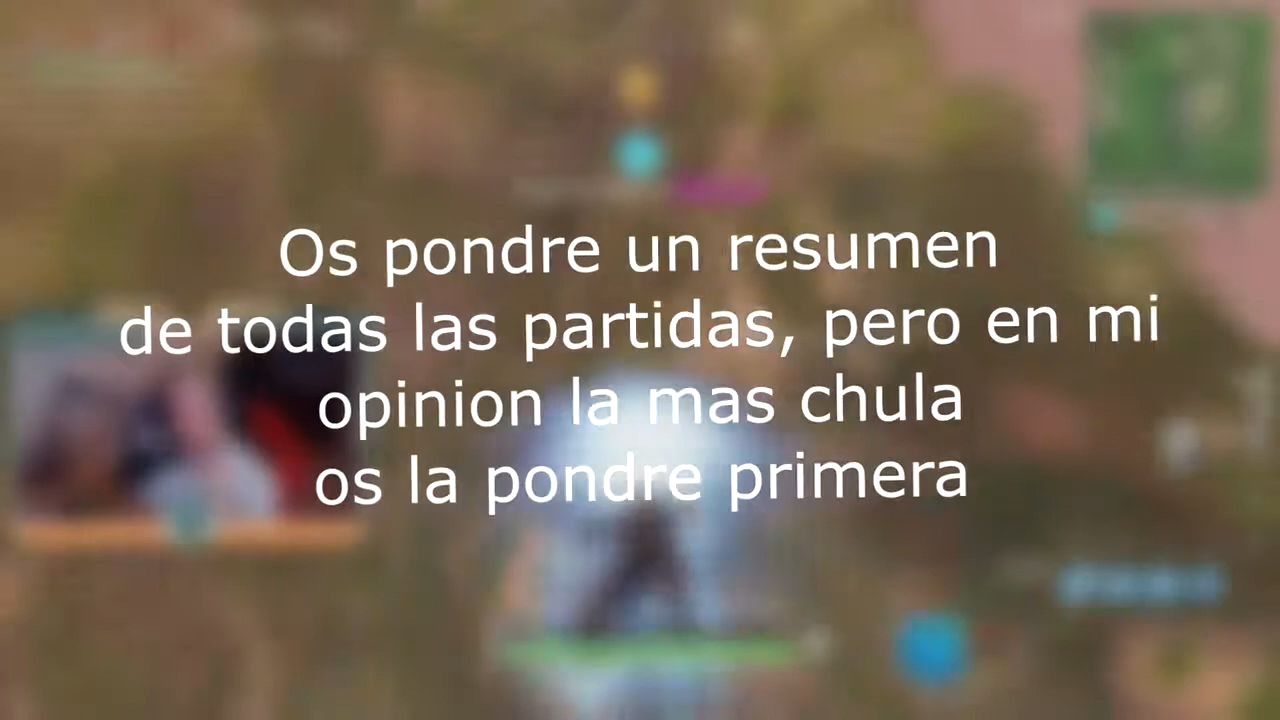 Os pondre un resumen
de todas las partidas, pero en mi
opinion la mas chula
os la pondre primera